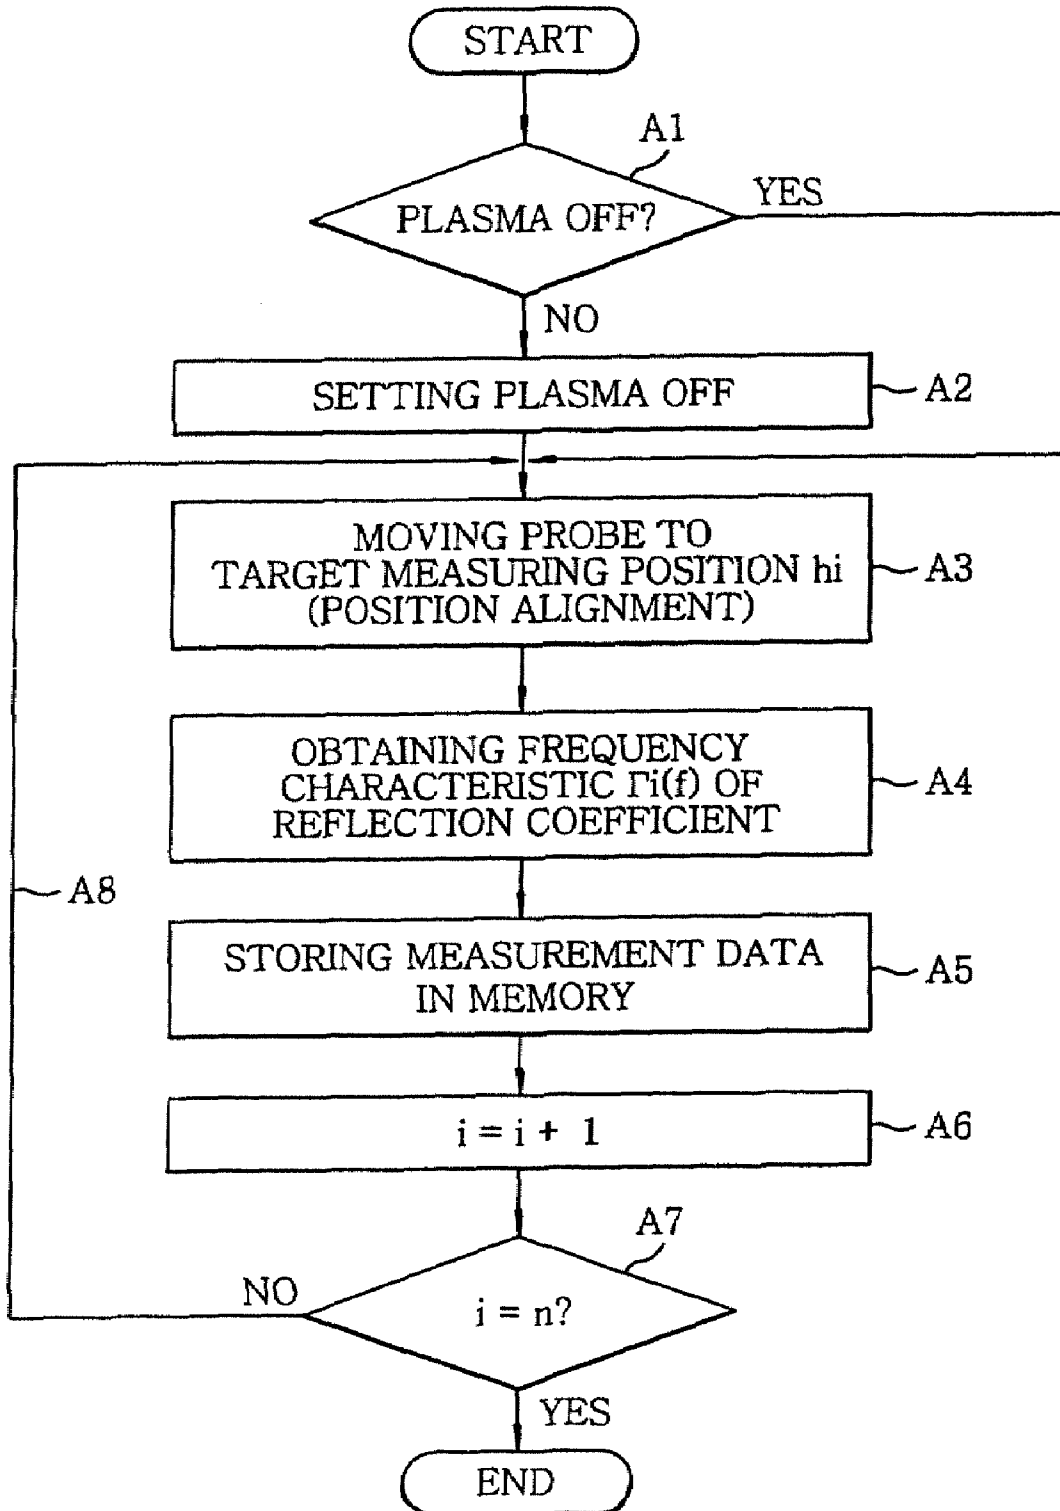 START
A1
YES
PLASMA OFF?
NO
SETTING PLASMA OFF
A2
MOVING PROBE TO
TARGET MEASURING POSITION hi
(POSITION ALIGNMENT)
A3
OBTAINING FREQUENCY
CHARACTERISTIC Γi(f) OF
REFLECTION COEFFICIENT
A4
A8
STORING MEASUREMENT DATA
IN MEMORY
A5
i = i + 1
A6
A7
NO
i = n?
YES
END